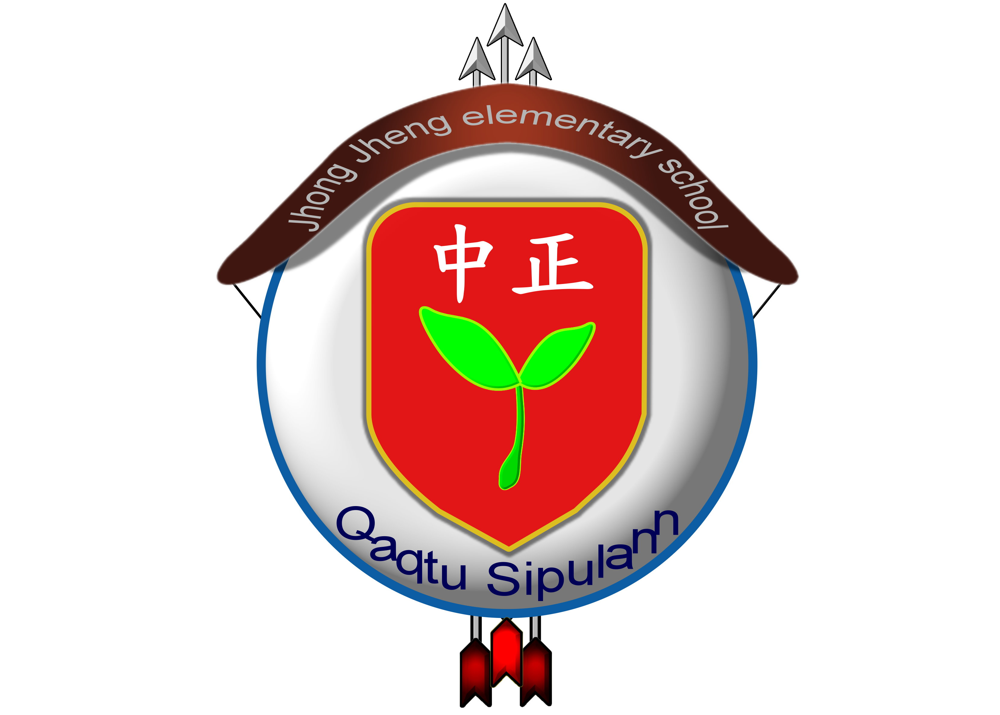 Jhong Jheng elementary school
中正
Qaqtu Sipulann